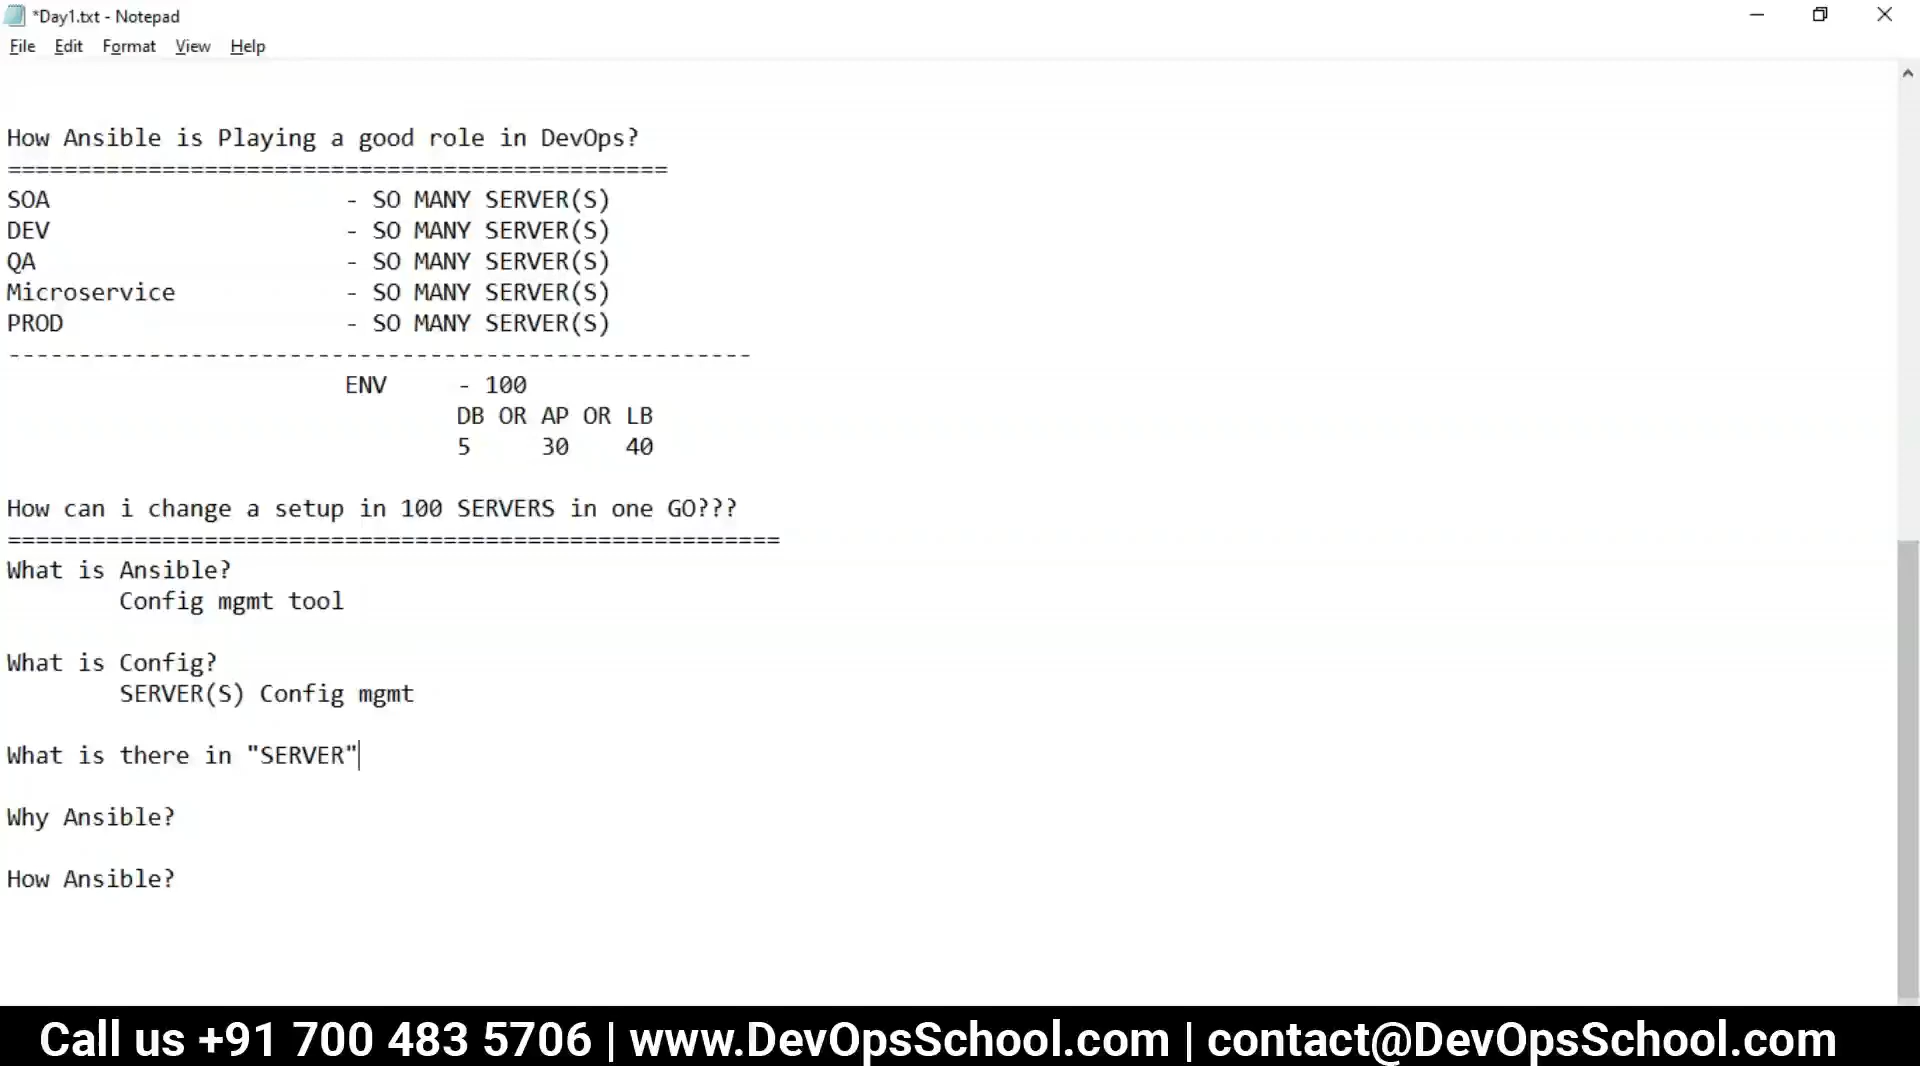 *Day1.txt - Notepad
File Edit Format View Help
How Ansible is Playing a good role in DevOps?
===============================================
SOA - SO MANY SERVER(S)
DEV - SO MANY SERVER(S)
QA - SO MANY SERVER(S)
Microservice - SO MANY SERVER(S)
PROD - SO MANY SERVER(S)
-----------------------------------------------------
ENV - 100
DB OR AP OR LB
5 30 40
How can i change a setup in 100 SERVERS in one GO???
=======================================================
What is Ansible?
Config mgmt tool
What is Config?
SERVER(S) Config mgmt
What is there in "SERVER"
Why Ansible?
How Ansible?
Call us +91 700 483 5706 | www.DevOpsSchool.com | contact@DevOpsSchool.com